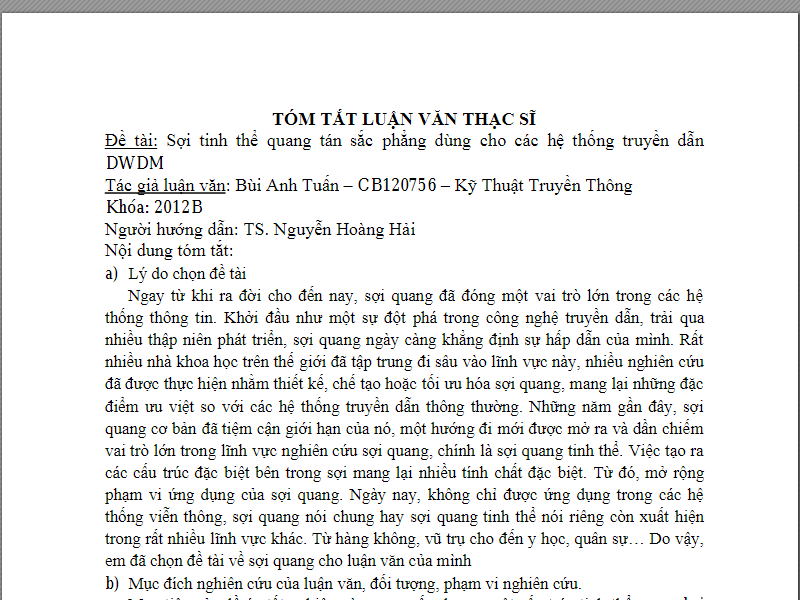 TÓM TẮT LUẬN VĂN THẠC SĨ
Đề tài: Sợi tinh thể quang tán sắc phẳng dùng cho các hệ thống truyền dẫn
DWDM
Tác giả luận văn: Bùi Anh Tuấn – CB120756 – Kỹ Thuật Truyền Thông
Khóa: 2012B
Người hướng dẫn: TS. Nguyễn Hoàng Hải
Nội dung tóm tắt:
a) Lý do chọn đề tài
Ngay từ khi ra đời cho đến nay, sợi quang đã đóng một vai trò lớn trong các hệ
thống thông tin. Khởi đầu như một sự đột phá trong công nghệ truyền dẫn, trải qua
nhiều thập niên phát triển, sợi quang ngày càng khẳng định sự hấp dẫn của mình. Rất
nhiều nhà khoa học trên thế giới đã tập trung đi sâu vào lĩnh vực này, nhiều nghiên cứu
đã được thực hiện nhằm thiết kế, chế tạo hoặc tối ưu hóa sợi quang, mang lại những đặc
điểm ưu việt so với các hệ thống truyền dẫn thông thường. Những năm gần đây, sợi
quang cơ bản đã tiệm cận giới hạn của nó, một hướng đi mới được mở ra và dần chiếm
vai trò lớn trong lĩnh vực nghiên cứu sợi quang, chính là sợi quang tinh thể. Việc tạo ra
các cấu trúc đặc biệt bên trong sợi mang lại nhiều tính chất đặc biệt. Từ đó, mở rộng
phạm vi ứng dụng của sợi quang. Ngày nay, không chỉ được ứng dụng trong các hệ
thống viễn thông, sợi quang nói chung hay sợi quang tinh thể nói riêng còn xuất hiện
trong rất nhiều lĩnh vực khác. Từ hàng không, vũ trụ cho đến y học, quân sự… Do vậy,
em đã chọn đề tài về sợi quang cho luận văn của mình
b) Mục đích nghiên cứu của luận văn, đối tượng, phạm vi nghiên cứu.